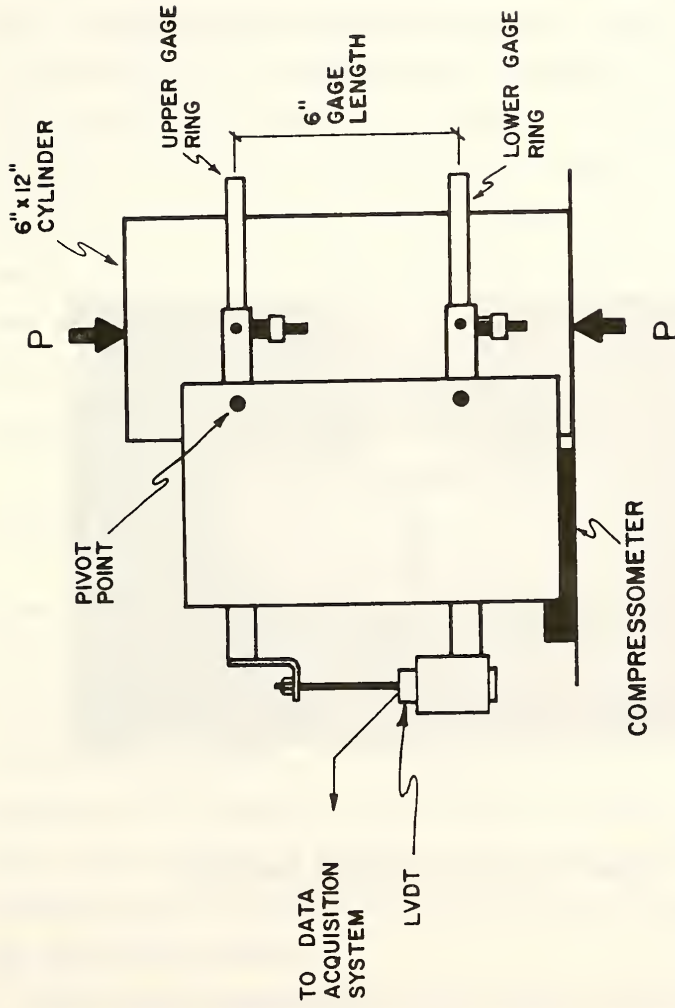 P
6" x 12"
CYLINDER
UPPER GAGE
RING
6"
GAGE
LENGTH
LOWER GAGE
RING
P
PIVOT
POINT
COMPRESSOMETER
TO DATA
ACQUISITION
SYSTEM
LVDT